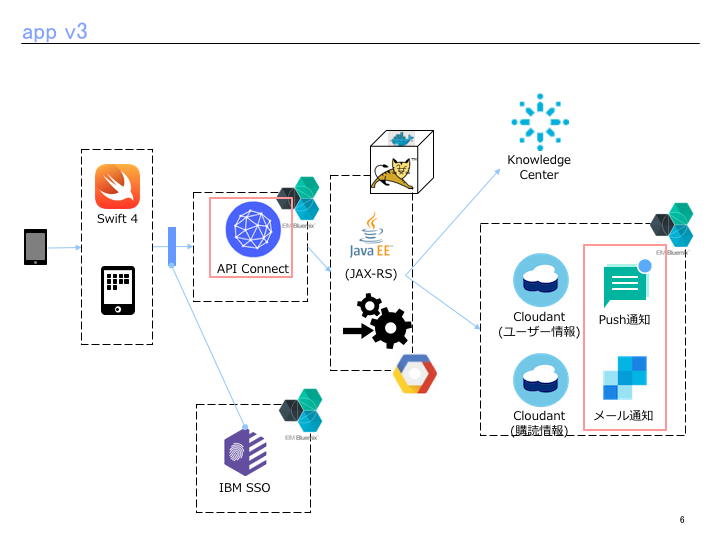 app v3
Swift 4
IBM Bluemix
API Connect
Java EE
(JAX-RS)
Knowledge
Center
IBM Bluemix
Cloudant
(ユーザー情報)
Push通知
Cloudant
(購読情報)
メール通知
IBM Bluemix
IBM SSO
6